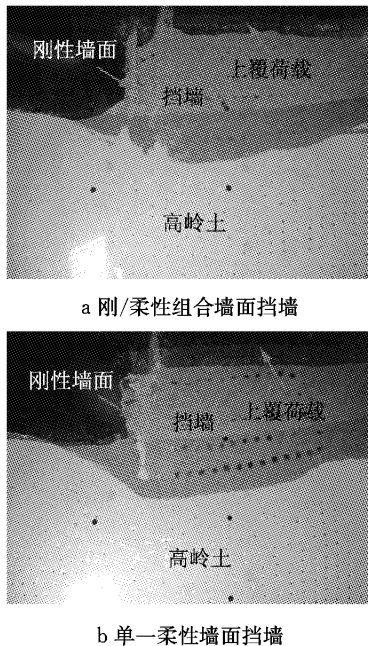 刚性墙面
上覆荷载
挡墙
高岭土
a 刚/柔性组合墙面挡墙
刚性墙面
上覆荷载
挡墙
高岭土
b 单一柔性墙面挡墙